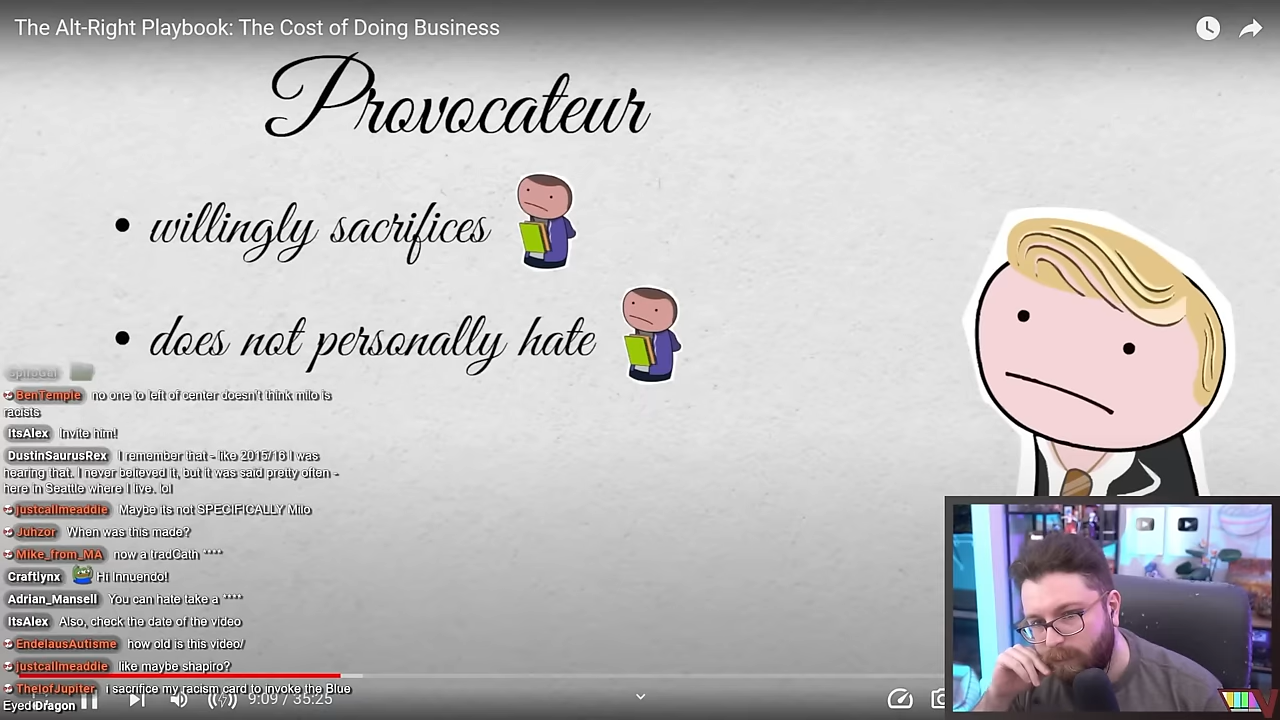 The Alt-Right Playbook: The Cost of Doing Business
Provocateur
• willingly sacrifices
• does not personally hate
BenTemple no one to left of center doesn't think milo is
racists
ItsAlex Invite him!
DustinSaurusRex I remember that - like 2015/16 I was
hearing that. I never believed it, but it was said pretty often -
here in Seattle where I live. lol
justcallmeaddie Maybe its not SPECIFICALLY Milo
Juhzor When was this made?
Mike_from_MA now a tradCath ****
Craftlynx Hi Innuendo!
Adrian_Mansell You can hate take a ****
ItsAlex Also, check the date of the video
EndelausAutisme how old is this video/
justcallmeaddie like maybe shapiro?
TheIofJupiter i sacrifice my racism card to invoke the Blue
Eyed Dragon
9:09 / 35:25